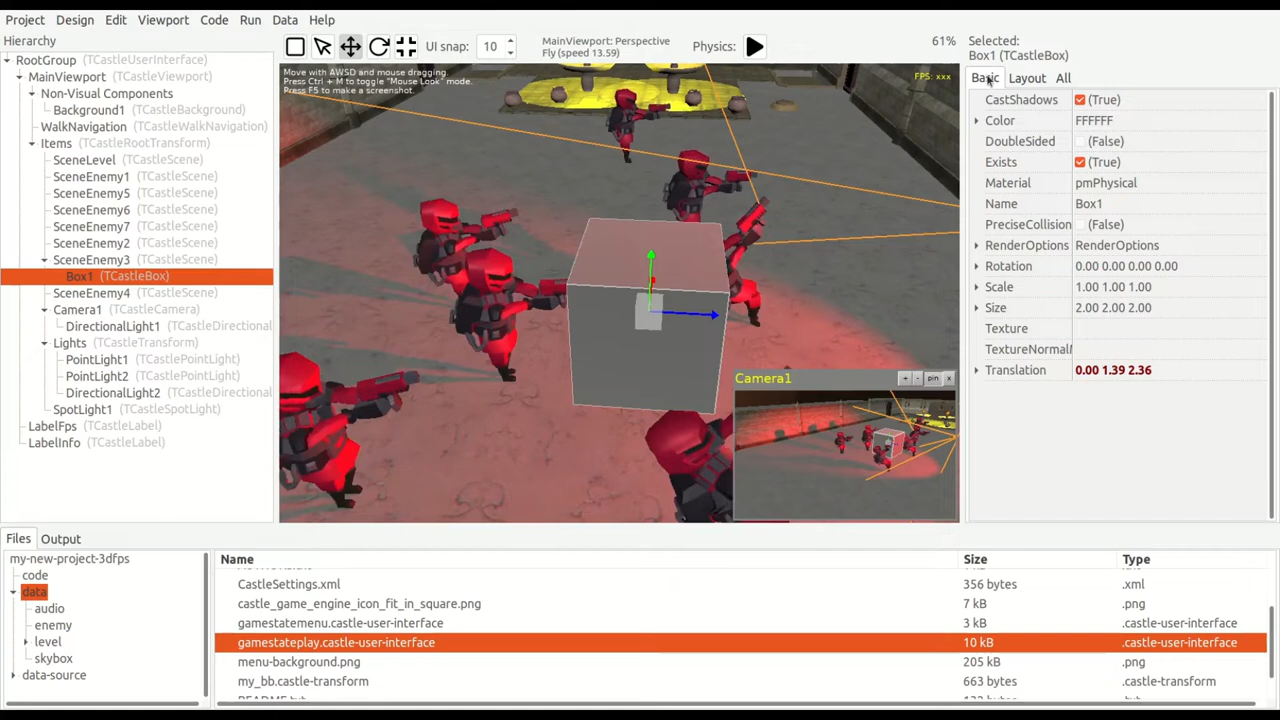 Project Design Edit Viewport Code Run Data Help
Hierarchy
RootGroup (TCastleUserInterface)
MainViewport (TCastleViewport)
Non-Visual Components
Background1 (TCastleBackground)
WalkNavigation (TCastleWalkNavigation)
Items (TCastleRootTransform)
SceneLevel (TCastleScene)
SceneEnemy1 (TCastleScene)
SceneEnemy5 (TCastleScene)
SceneEnemy6 (TCastleScene)
SceneEnemy7 (TCastleScene)
SceneEnemy2 (TCastleScene)
SceneEnemy3 (TCastleScene)
Box1 (TCastleBox)
SceneEnemy4 (TCastleScene)
Camera1 (TCastleCamera)
DirectionalLight1 (TCastleDirectional
Lights (TCastleTransform)
PointLight1 (TCastlePointLight)
PointLight2 (TCastlePointLight)
DirectionalLight2 (TCastleDirectional
SpotLight1 (TCastleSpotLight)
LabelFps (TCastleLabel)
LabelInfo (TCastleLabel)
UI snap: 10
MainViewport: Perspective
Fly (speed 13.59)
Physics:
61%
Move with AWSD and mouse dragging.
Press Ctrl + M to toggle "Mouse Look" mode.
Press F5 to make a screenshot.
FPS: xxx
Camera1
+ - pin x
Selected:
Box1 (TCastleBox)
Basic Layout All
CastShadows (True)
Color FFFFFF
DoubleSided (False)
Exists (True)
Material pmPhysical
Name Box1
PreciseCollision (False)
RenderOptions RenderOptions
Rotation 0.00 0.00 0.00 0.00
Scale 1.00 1.00 1.00
Size 2.00 2.00 2.00
Texture
TextureNormalM
Translation 0.00 1.39 2.36
Files Output
my-new-project-3dfps
code
data
audio
enemy
level
skybox
data-source
Name Size Type
CastleSettings.xml 356 bytes .xml
castle_game_engine_icon_fit_in_square.png 7 kB .png
gamestatemenu.castle-user-interface 3 kB .castle-user-interface
gamestateplay.castle-user-interface 10 kB .castle-user-interface
menu-background.png 205 kB .png
my_bb.castle-transform 663 bytes .castle-transform